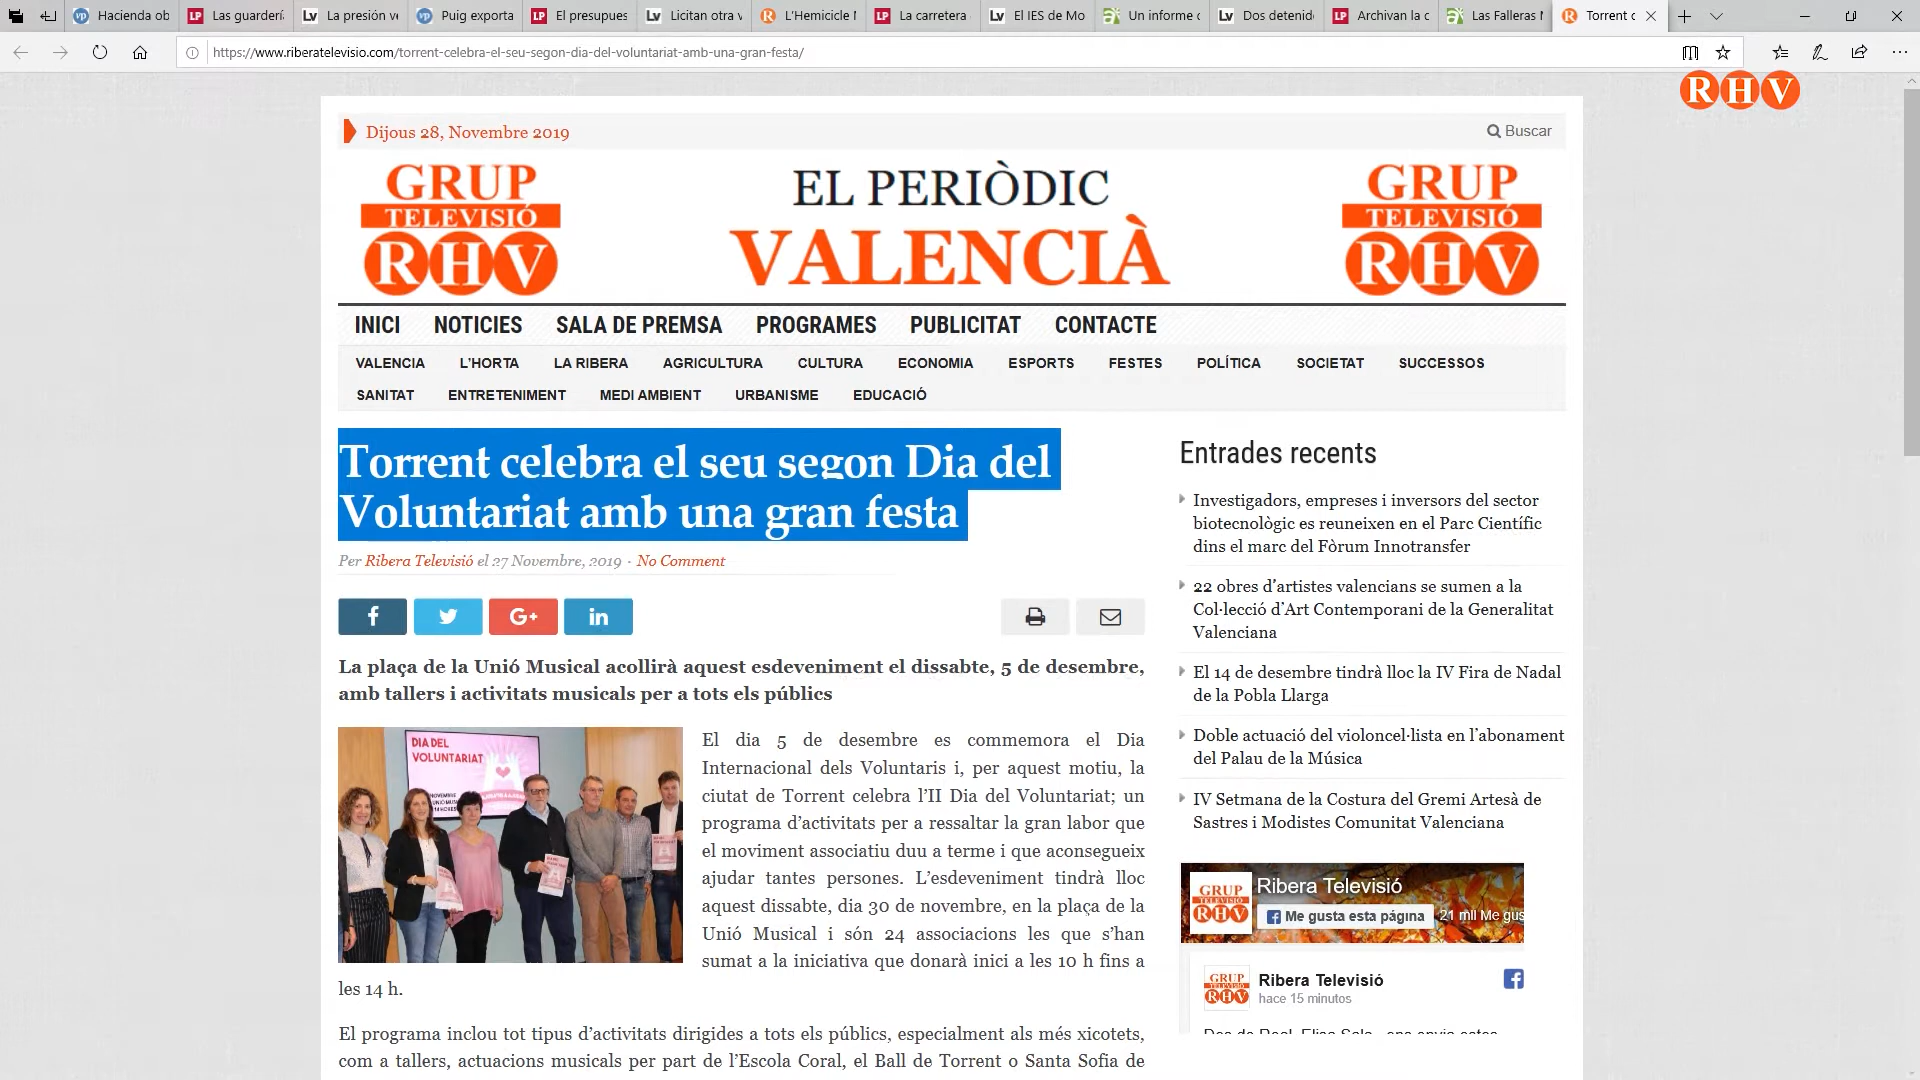 Hacienda ob
Las guarderí
La presión ve
Puig exporta
El presupues
Licitan otra v
L'Hemicicle
La carretera
El IES de Mo
Un informe
Dos detenid
Archivan la c
Las Falleras
Torrent c
https://www.riberatelevisio.com/torrent-celebra-el-seu-segon-dia-del-voluntariat-amb-una-gran-festa/
RHV
Dijous 28, Novembre 2019
Buscar
GRUP
TELEVISIÓ
RHV
EL PERIÒDIC
VALENCIÀ
GRUP
TELEVISIÓ
RHV
INICI NOTICIES SALA DE PREMSA PROGRAMES PUBLICITAT CONTACTE
VALENCIA L'HORTA LA RIBERA AGRICULTURA CULTURA ECONOMIA ESPORTS FESTES POLÍTICA SOCIETAT SUCCESSOS
SANITAT ENTRETENIMENT MEDI AMBIENT URBANISME EDUCACIÓ
Torrent celebra el seu segon Dia del
Voluntariat amb una gran festa
Per Ribera Televisió el 27 Novembre, 2019 · No Comment
f G+ in
La plaça de la Unió Musical acollirà aquest esdeveniment el dissabte, 5 de desembre,
amb tallers i activitats musicals per a tots els públics
DIA DEL
VOLUNTARIAT
El dia 5 de desembre es commemora el Dia
Internacional dels Voluntaris i, per aquest motiu, la
ciutat de Torrent celebra l'II Dia del Voluntariat; un
programa d'activitats per a ressaltar la gran labor que
el moviment associatiu duu a terme i que aconsegueix
ajudar tantes persones. L'esdeveniment tindrà lloc
aquest dissabte, dia 30 de novembre, en la plaça de la
Unió Musical i són 24 associacions les que s'han
sumat a la iniciativa que donarà inici a les 10 h fins a
les 14 h.
El programa inclou tot tipus d'activitats dirigides a tots els públics, especialment als més xicotets,
com a tallers, actuacions musicals per part de l'Escola Coral, el Ball de Torrent o Santa Sofia de
Entrades recents
Investigadors, empreses i inversors del sector
biotecnològic es reuneixen en el Parc Científic
dins el marc del Fòrum Innotransfer
22 obres d'artistes valencians se sumen a la
Col·lecció d'Art Contemporani de la Generalitat
Valenciana
El 14 de desembre tindrà lloc la IV Fira de Nadal
de la Pobla Llarga
Doble actuació del violoncel·lista en l'abonament
del Palau de la Música
IV Setmana de la Costura del Gremi Artesà de
Sastres i Modistes Comunitat Valenciana
GRUP
TELEVISIÓ
RHV
Ribera Televisió
Me gusta esta página
21 mil Me gus
GRUP
TELEVISIÓ
RHV
Ribera Televisió
hace 15 minutos